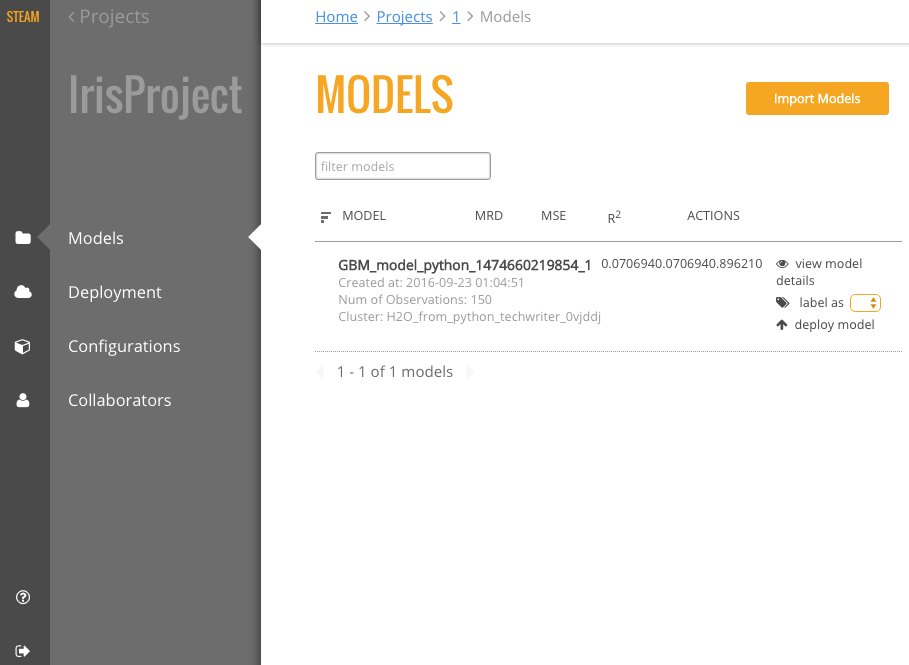 STEAM
< Projects
IrisProject
Models
Deployment
Configurations
Collaborators
Home > Projects > 1 > Models
MODELS
Import Models
filter models
MODEL MRD MSE R² ACTIONS
GBM_model_python_1474660219854_1 0.0706940.0706940.896210
Created at: 2016-09-23 01:04:51
Num of Observations: 150
Cluster: H2O_from_python_techwriter_0vjddj
view model
details
label as
deploy model
1 - 1 of 1 models